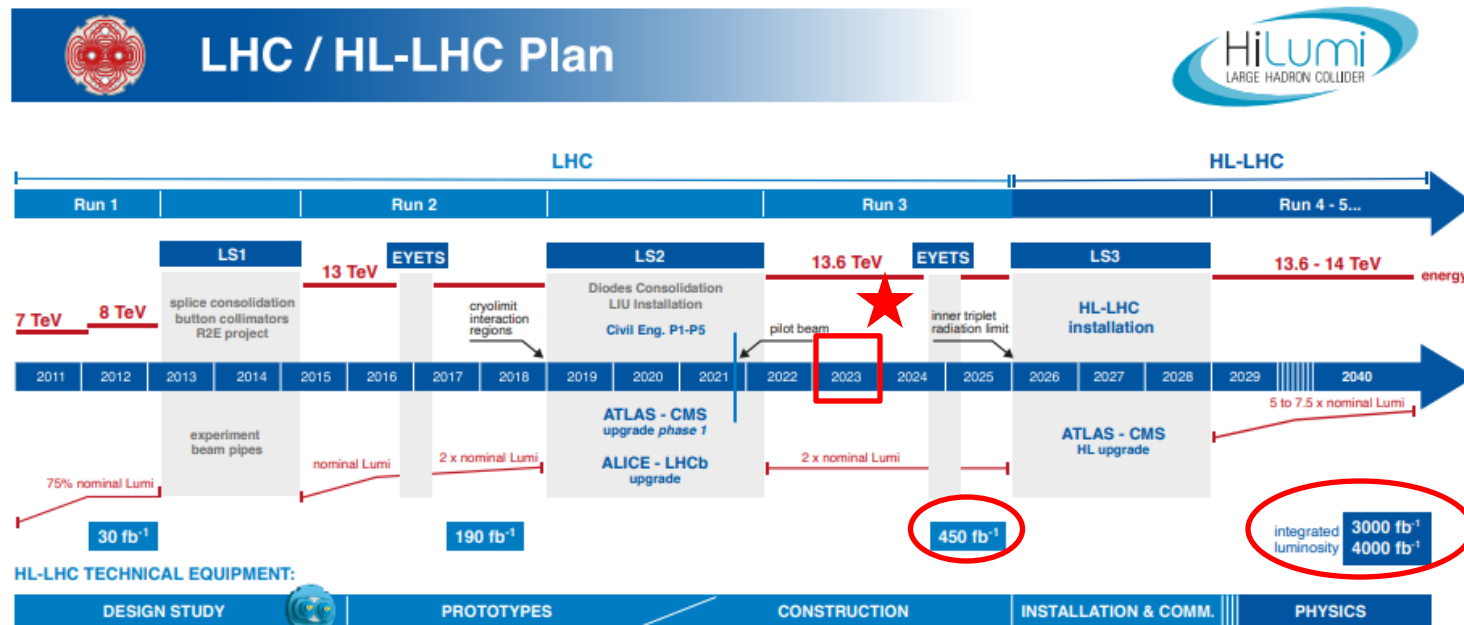 LHC / HL-LHC Plan
HiLumi
LARGE HADRON COLLIDER
LHC
HL-LHC
Run 1
Run 2
Run 3
Run 4 - 5...
LS1
EYETS
LS2
EYETS
LS3
13 TeV
13.6 TeV
13.6 - 14 TeV
energy
7 TeV
8 TeV
splice consolidation
button collimators
R2E project
cryolimit
interaction
regions
Diodes Consolidation
LIU Installation
Civil Eng. P1-P5
pilot beam
inner triplet
radiation limit
HL-LHC
installation
2011 2012 2013 2014 2015 2016 2017 2018 2019 2020 2021 2022 2023 2024 2025 2026 2027 2028 2029 2040
5 to 7.5 x nominal Lumi
experiment
beam pipes
ATLAS - CMS
upgrade phase 1
ALICE - LHCb
upgrade
ATLAS - CMS
HL upgrade
75% nominal Lumi
nominal Lumi
2 x nominal Lumi
2 x nominal Lumi
30 fb⁻¹
190 fb⁻¹
450 fb⁻¹
integrated
luminosity
3000 fb⁻¹
4000 fb⁻¹
HL-LHC TECHNICAL EQUIPMENT:
DESIGN STUDY
PROTOTYPES
CONSTRUCTION
INSTALLATION & COMM.
PHYSICS